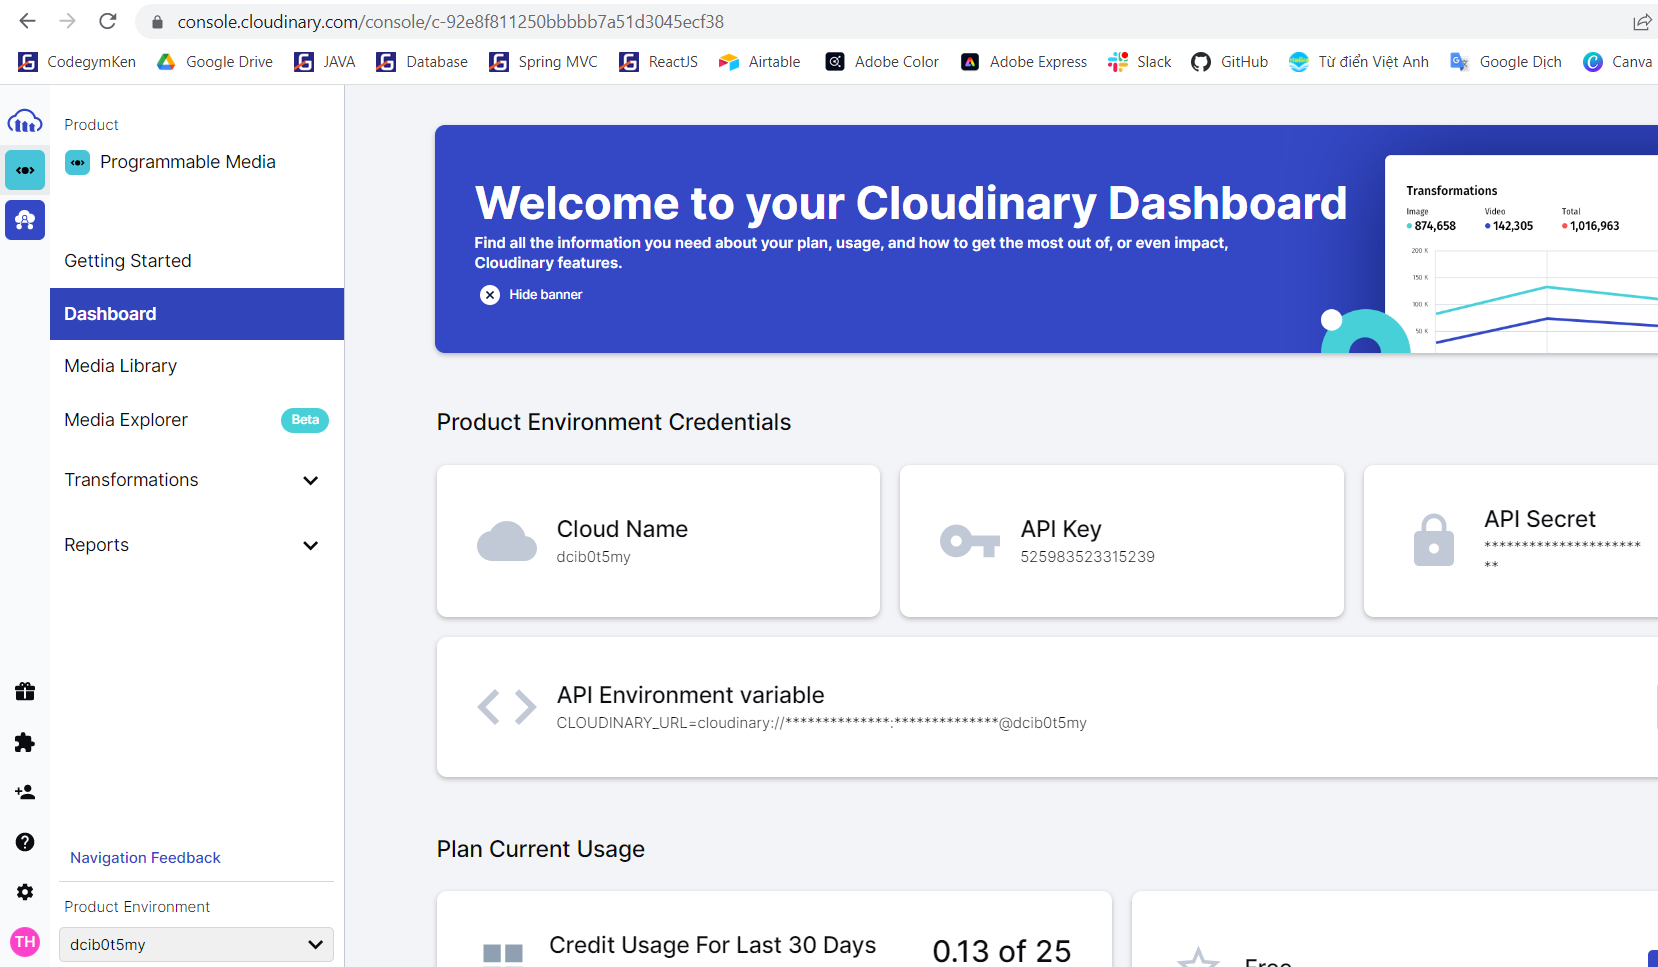 console.cloudinary.com/console/c-92e8f811250bbbbb7a51d3045ecf38
CodegymKen Google Drive JAVA Database Spring MVC ReactJS Airtable Adobe Color Adobe Express Slack GitHub Từ điển Việt Anh Google Dịch Canva
Product
Programmable Media
Getting Started
Dashboard
Media Library
Media Explorer Beta
Transformations
Reports
Navigation Feedback
Product Environment
TH dcib0t5my
Welcome to your Cloudinary Dashboard
Find all the information you need about your plan, usage, and how to get the most out of, or even impact,
Cloudinary features.
Hide banner
Transformations
Image Video Total
874,658 142,305 1,016,963
200 K
150 K
100 K
50 K
Product Environment Credentials
Cloud Name
dcib0t5my
API Key
525983523315239
API Secret
*********************
**
API Environment variable
CLOUDINARY_URL=cloudinary://**************:**************@dcib0t5my
Plan Current Usage
Credit Usage For Last 30 Days 0.13 of 25
Free